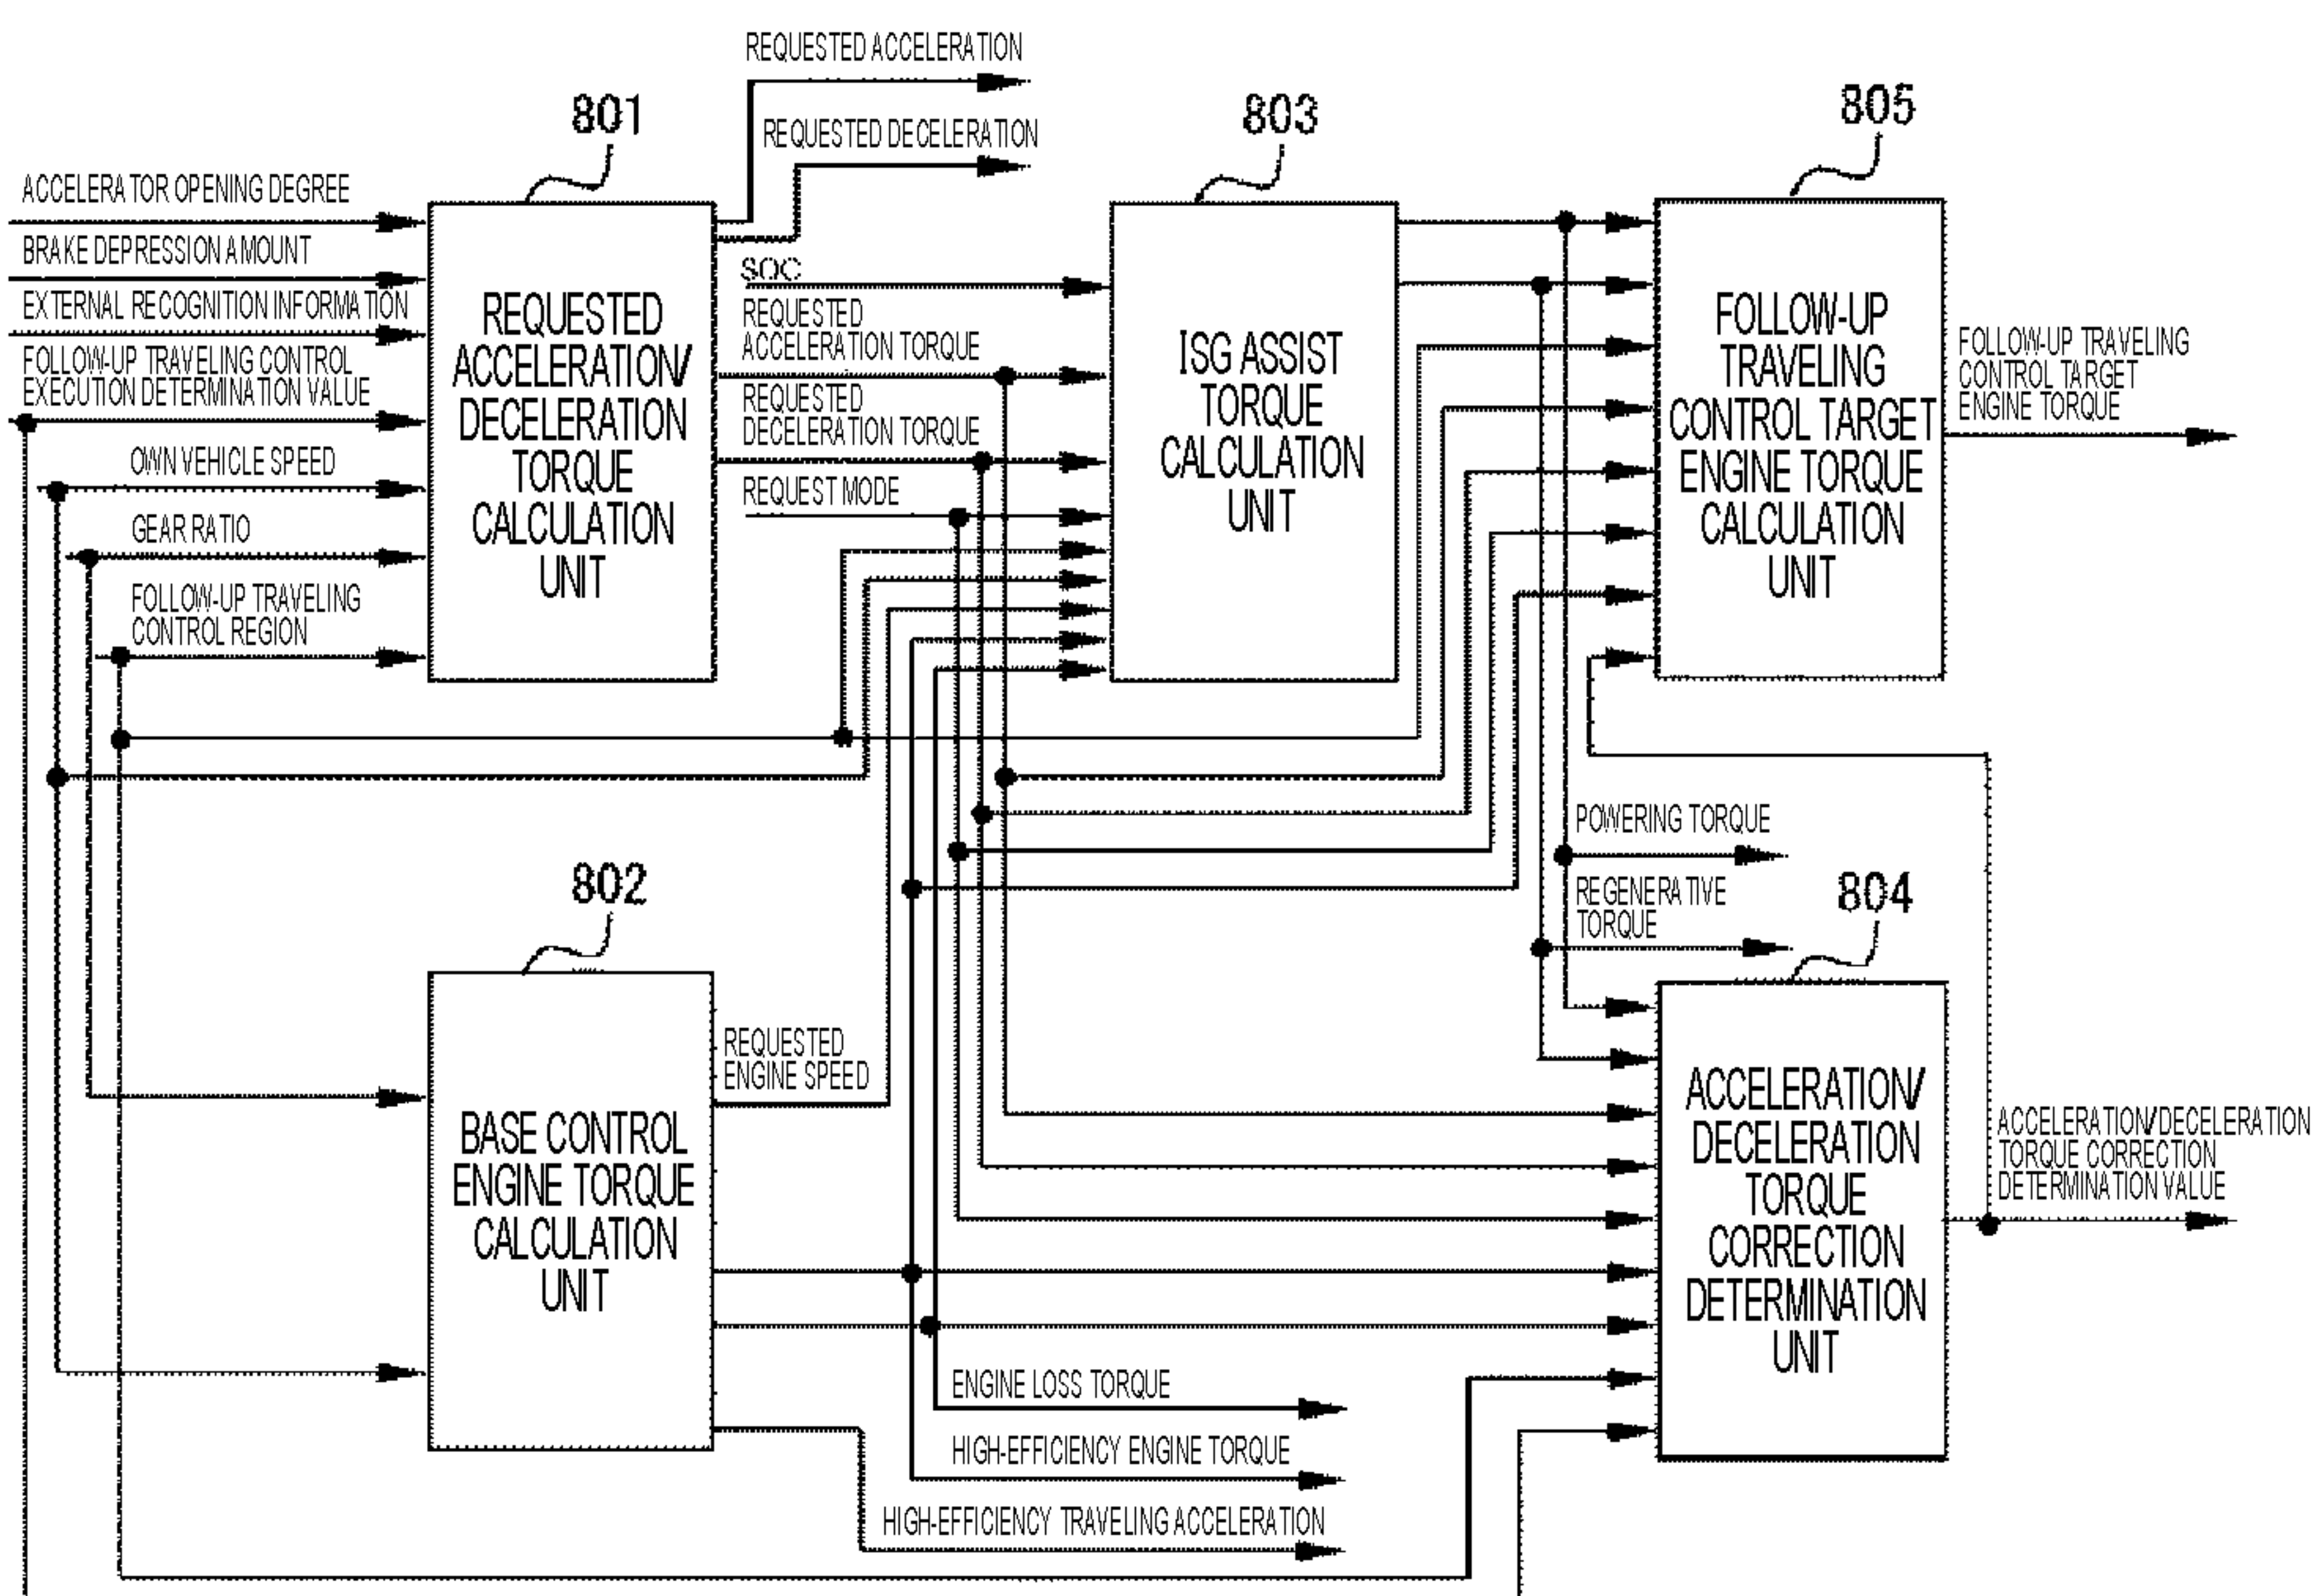 REQUESTED ACCELERATION
801
REQUESTED DECELERATION
803
805
ACCELERATOR OPENING DEGREE
BRAKE DEPRESSION AMOUNT
EXTERNAL RECOGNITION INFORMATION
FOLLOW-UP TRAVELING CONTROL
EXECUTION DETERMINATION VALUE
OWN VEHICLE SPEED
GEAR RATIO
FOLLOW-UP TRAVELING
CONTROL REGION
REQUESTED
ACCELERATION/
DECELERATION
TORQUE
CALCULATION
UNIT
SOC
REQUESTED
ACCELERATION TORQUE
REQUESTED
DECELERATION TORQUE
REQUEST MODE
ISG ASSIST
TORQUE
CALCULATION
UNIT
FOLLOW-UP
TRAVELING
CONTROL TARGET
ENGINE TORQUE
CALCULATION
UNIT
FOLLOW-UP TRAVELING
CONTROL TARGET
ENGINE TORQUE
POWERING TORQUE
REGENERATIVE
TORQUE
802
804
BASE CONTROL
ENGINE TORQUE
CALCULATION
UNIT
REQUESTED
ENGINE SPEED
ACCELERATION/
DECELERATION
TORQUE
CORRECTION
DETERMINATION
UNIT
ACCELERATION/DECELERATION
TORQUE CORRECTION
DETERMINATION VALUE
ENGINE LOSS TORQUE
HIGH-EFFICIENCY ENGINE TORQUE
HIGH-EFFICIENCY TRAVELING ACCELERATION